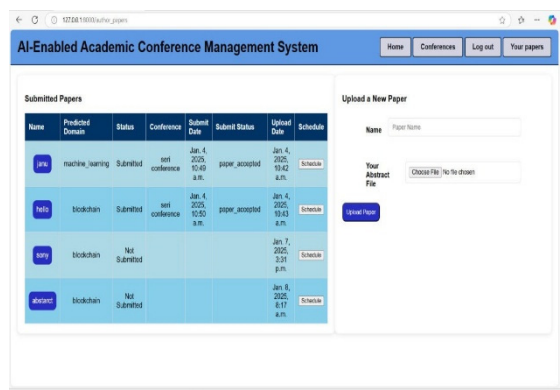 127.0.0.1:8000/author_papers
AI-Enabled Academic Conference Management System
Home
Conferences
Log out
Your papers
Submitted Papers
Name Predicted Domain Status Conference Submit Date Submit Status Upload Date Schedule
janu machine_learning Submitted seri conference Jan. 4, 2025, 10:49 a.m. paper_accepted Jan. 4, 2025, 10:42 a.m. Schedule
hello blockchain Submitted seri conference Jan. 4, 2025, 10:50 a.m. paper_accepted Jan. 4, 2025, 10:43 a.m. Schedule
sony blockchain Not Submitted Jan. 7, 2025, 3:31 p.m. Schedule
abstarct blockchain Not Submitted Jan. 8, 2025, 8:17 a.m. Schedule
Upload a New Paper
Name Paper Name
Your Abstract File Choose File No file chosen
Upload Paper